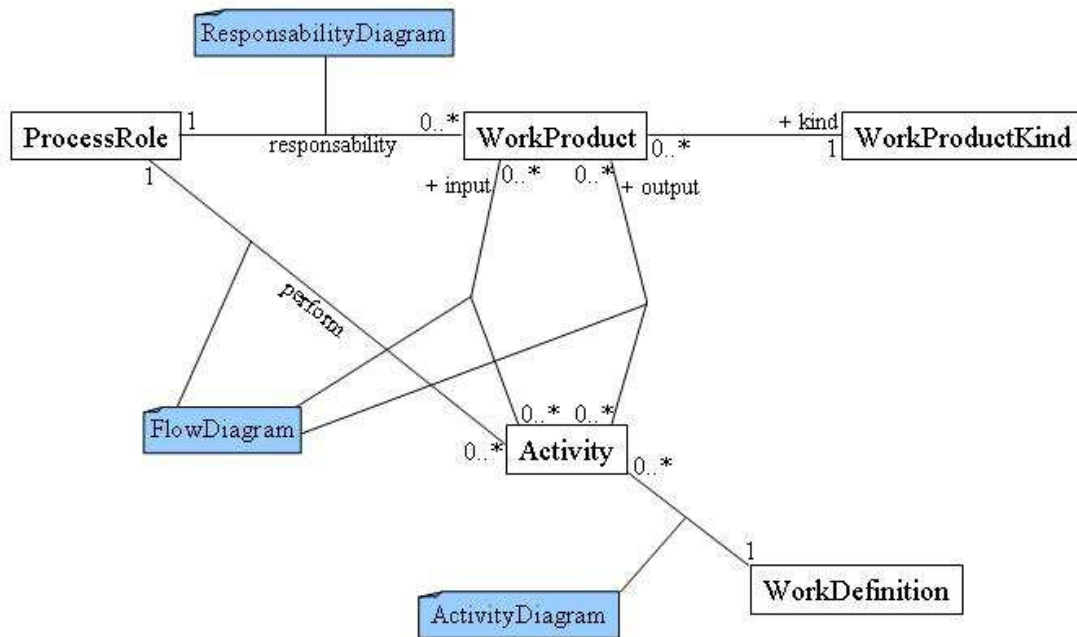 ResponsabilityDiagram
1
0..*
+ kind
ProcessRole
WorkProduct
WorkProductKind
responsability
0..*
1
1
+ input
0..*
0..*
+ output
perform
FlowDiagram
0..*
0..*
0..*
Activity
0..*
1
WorkDefinition
ActivityDiagram